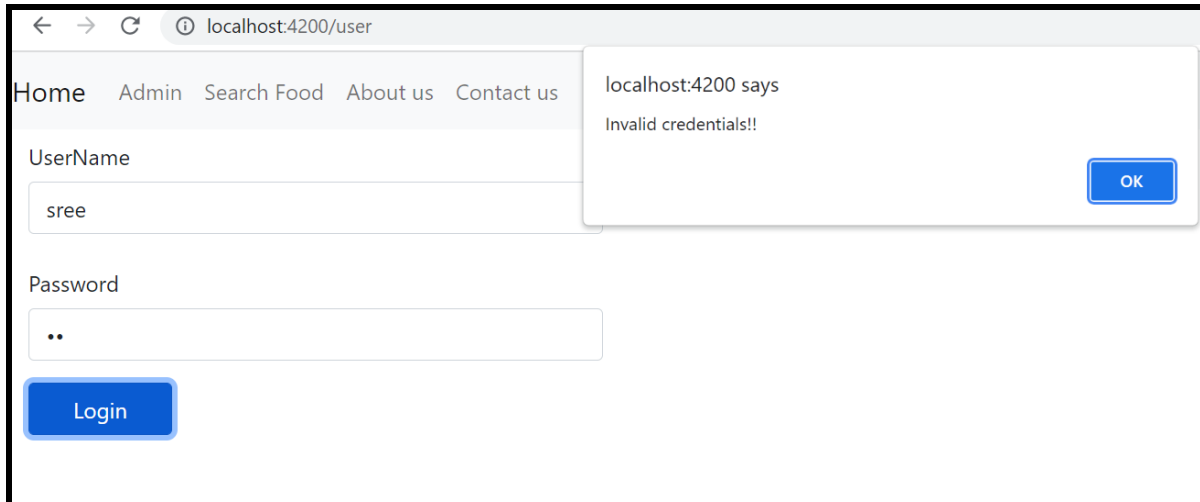 localhost:4200/user
Home Admin Search Food About us Contact us
localhost:4200 says
Invalid credentials!!
OK
UserName
sree
Password
••
Login